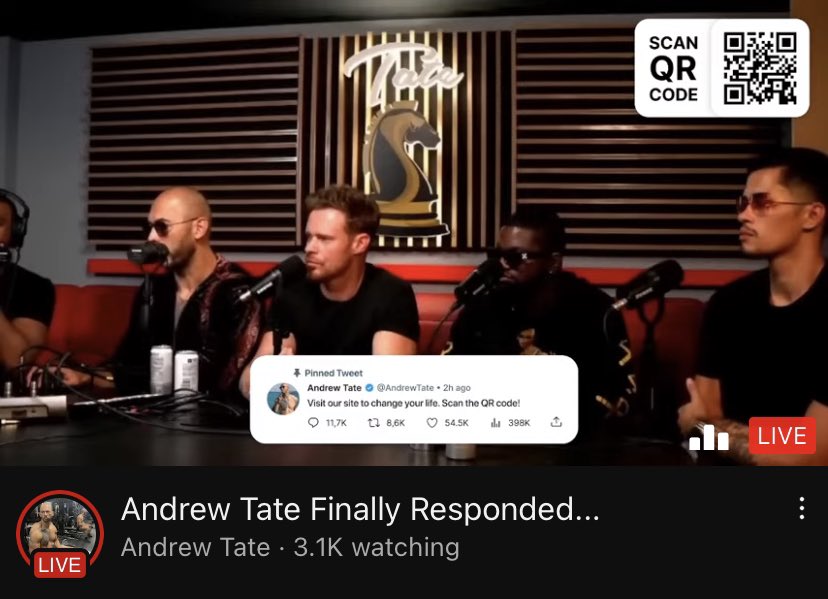 Tate
SCAN
QR
CODE
Pinned Tweet
Andrew Tate @AndrewTate • 2h ago
Visit our site to change your life. Scan the QR code!
11,7K 8,6K 54.5K 398K
LIVE
LIVE
Andrew Tate Finally Responded...
Andrew Tate · 3.1K watching